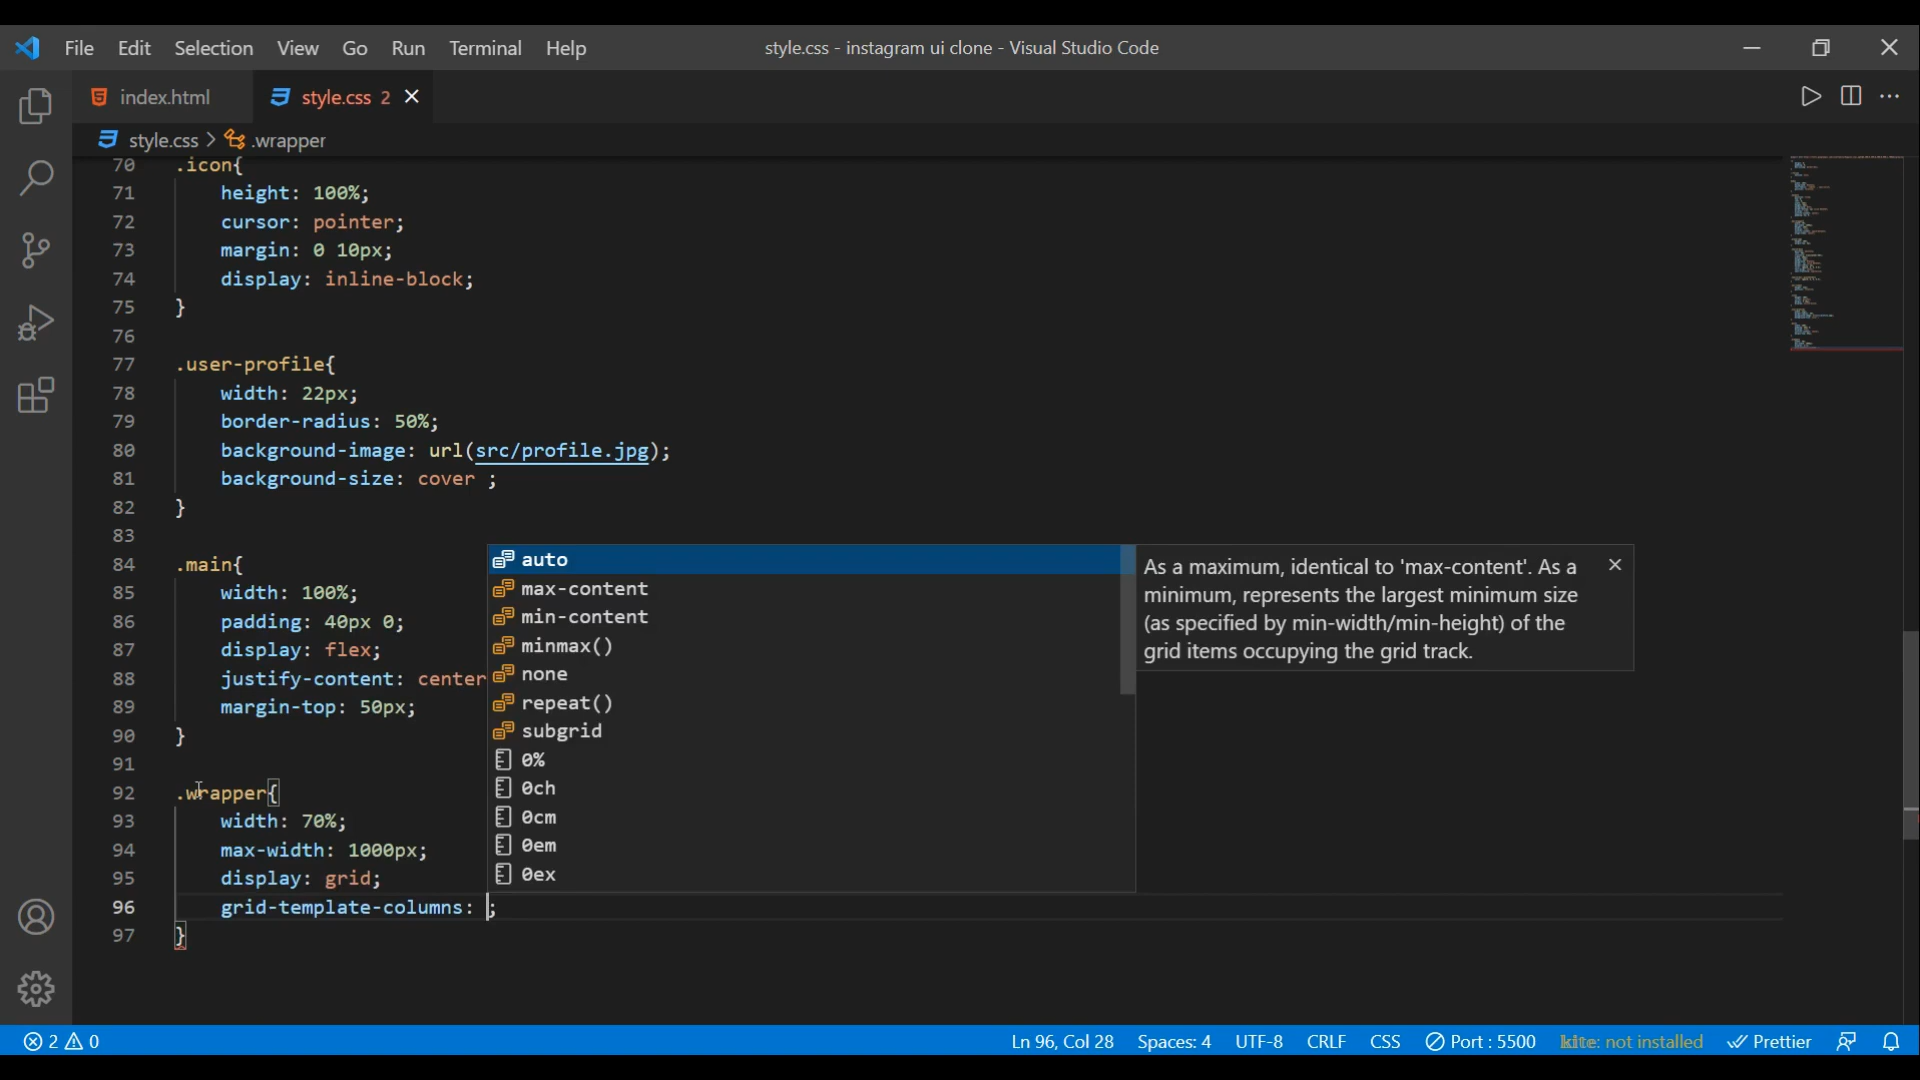 File Edit Selection View Go Run Terminal Help style.css - instagram ui clone - Visual Studio Code
index.html style.css 2
style.css > .wrapper
70 .icon{
71 height: 100%;
72 cursor: pointer;
73 margin: 0 10px;
74 display: inline-block;
75 }
76
77 .user-profile{
78 width: 22px;
79 border-radius: 50%;
80 background-image: url(src/profile.jpg);
81 background-size: cover ;
82 }
83
84 .main{
85 width: 100%;
86 padding: 40px 0;
87 display: flex;
88 justify-content: center
89 margin-top: 50px;
90 }
91
92 .wrapper{
93 width: 70%;
94 max-width: 1000px;
95 display: grid;
96 grid-template-columns: ;
97 }
auto
max-content
min-content
minmax()
none
repeat()
subgrid
0%
0ch
0cm
0em
0ex
As a maximum, identical to 'max-content'. As a
minimum, represents the largest minimum size
(as specified by min-width/min-height) of the
grid items occupying the grid track.
2 0 Ln 96, Col 28 Spaces: 4 UTF-8 CRLF CSS Port : 5500 kite: not installed Prettier